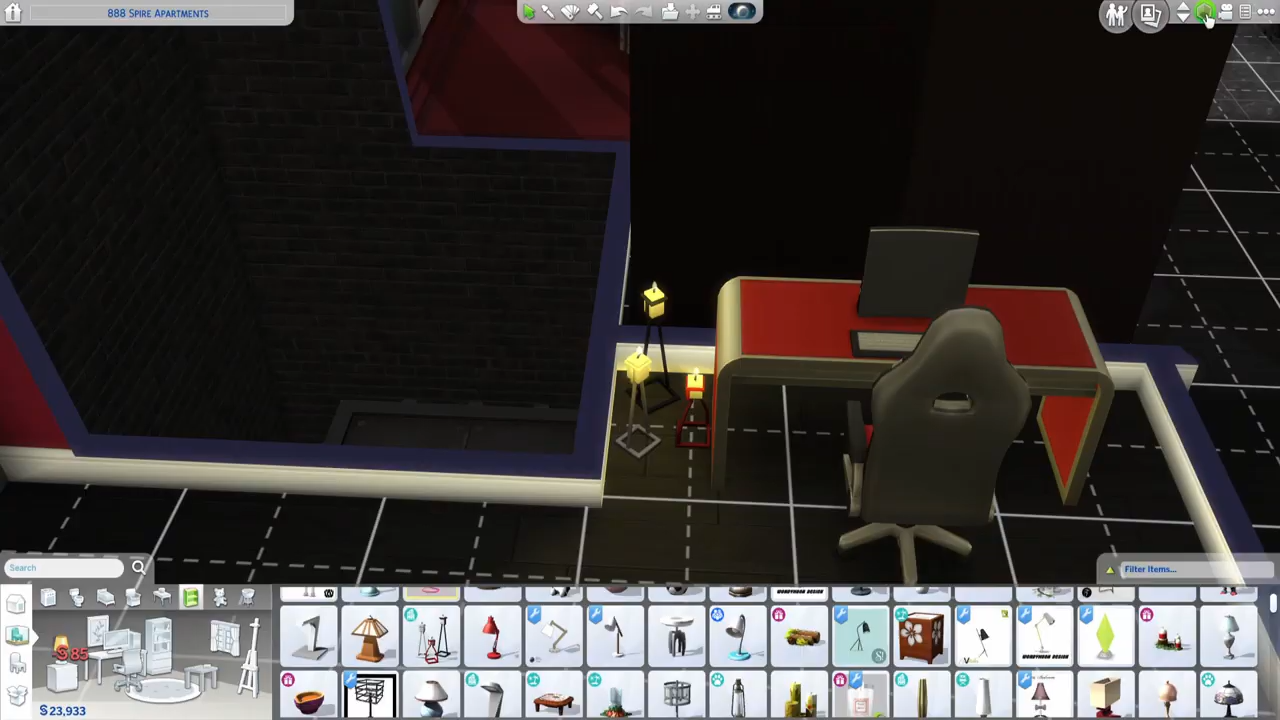 888 Spire Apartments
Search
Filter Items...
$85
$23,933